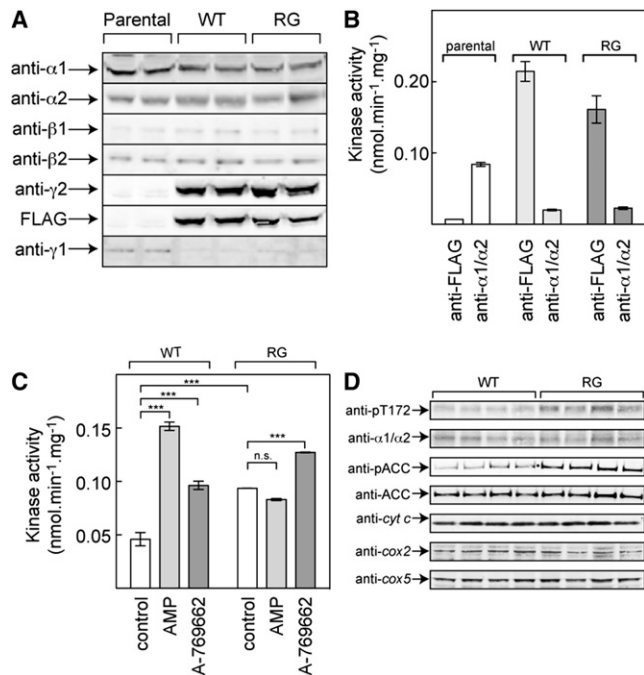 A
Parental WT RG
anti-α1
anti-α2
anti-β1
anti-β2
anti-γ2
FLAG
anti-γ1
B
parental WT RG
Kinase activity
(nmol.min-1.mg-1)
0.20
0.10
anti-FLAG
anti-α1/α2
anti-FLAG
anti-α1/α2
anti-FLAG
anti-α1/α2
C
WT RG
***
***
***
***
n.s.
Kinase activity
(nmol.min-1.mg-1)
0.15
0.10
0.05
control
AMP
A-769662
control
AMP
A-769662
D
WT RG
anti-pT172
anti-α1/α2
anti-pACC
anti-ACC
anti-cyt c
anti-cox2
anti-cox5